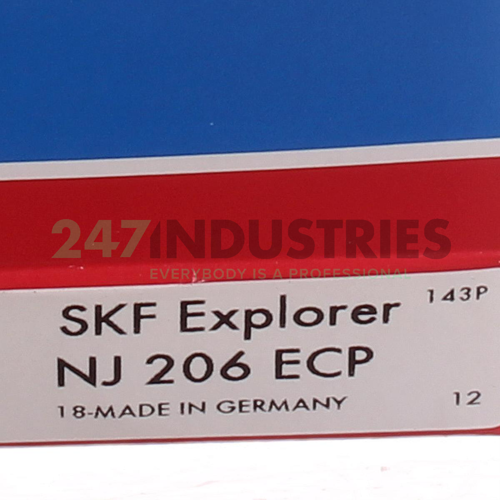 247INDUSTRIES
EVERYBODY IS A PROFESSIONAL
SKF Explorer 143P
NJ 206 ECP
18-MADE IN GERMANY 12